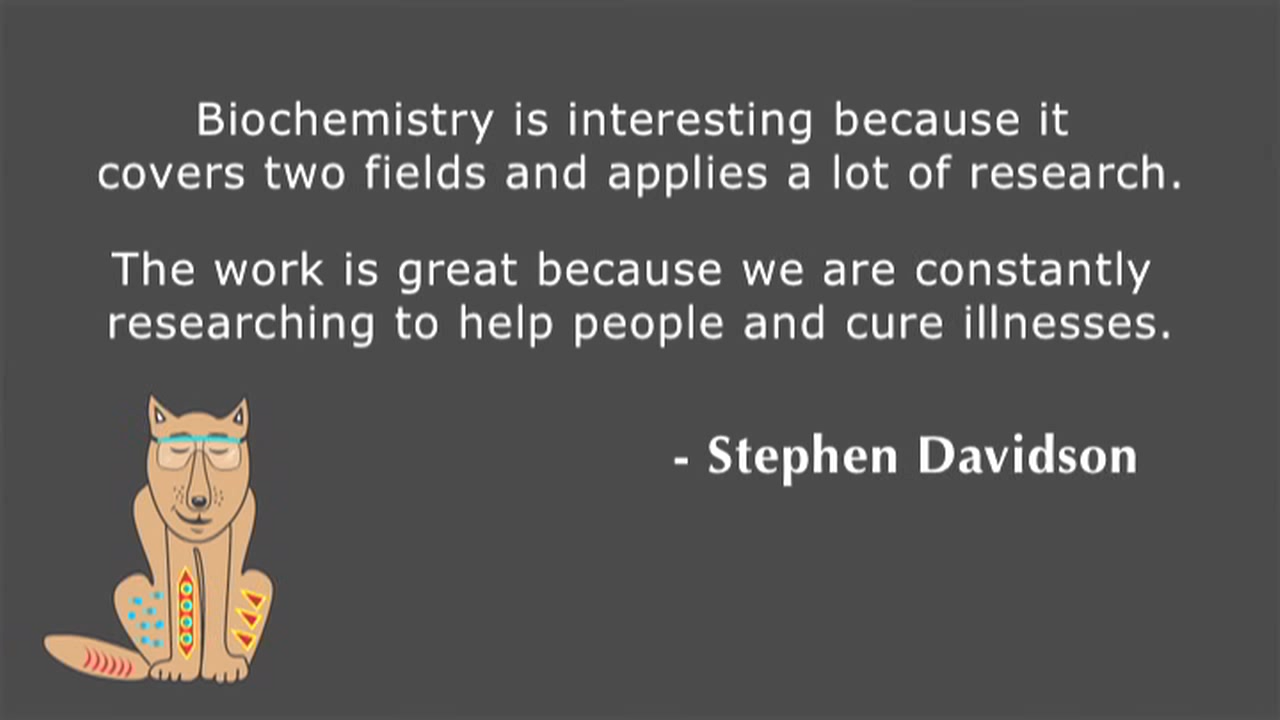 Biochemistry is interesting because it
covers two fields and applies a lot of research.
The work is great because we are constantly
researching to help people and cure illnesses.
- Stephen Davidson